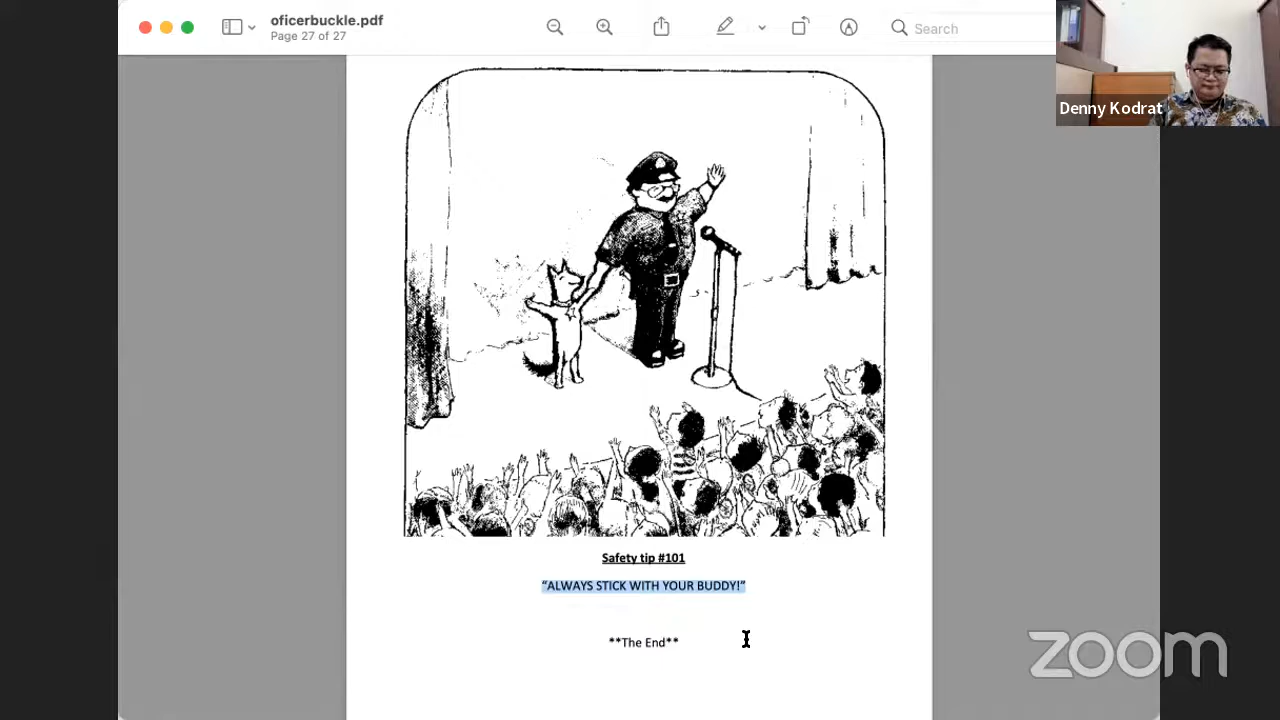 oficerbuckle.pdf
Page 27 of 27
Search
Denny Kodrat
Safety tip #101
“ALWAYS STICK WITH YOUR BUDDY!”
**The End**
zoom